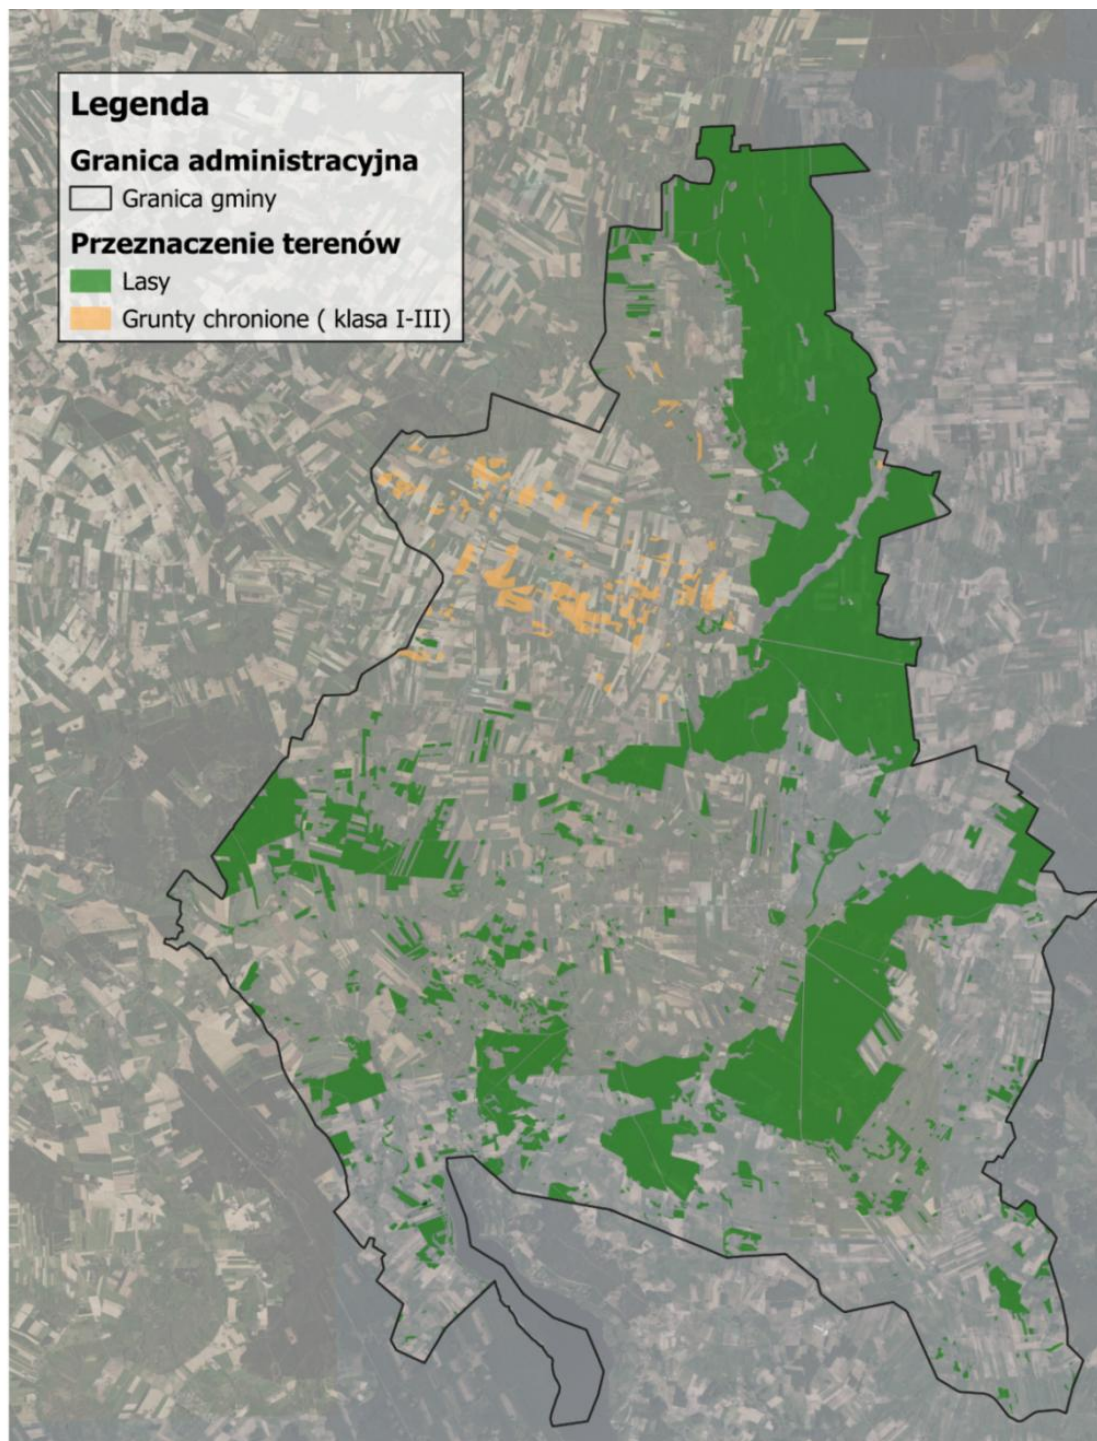 Legenda
Granica administracyjna
Granica gminy
Przeznaczenie terenów
Lasy
Grunty chronione ( klasa I-III)